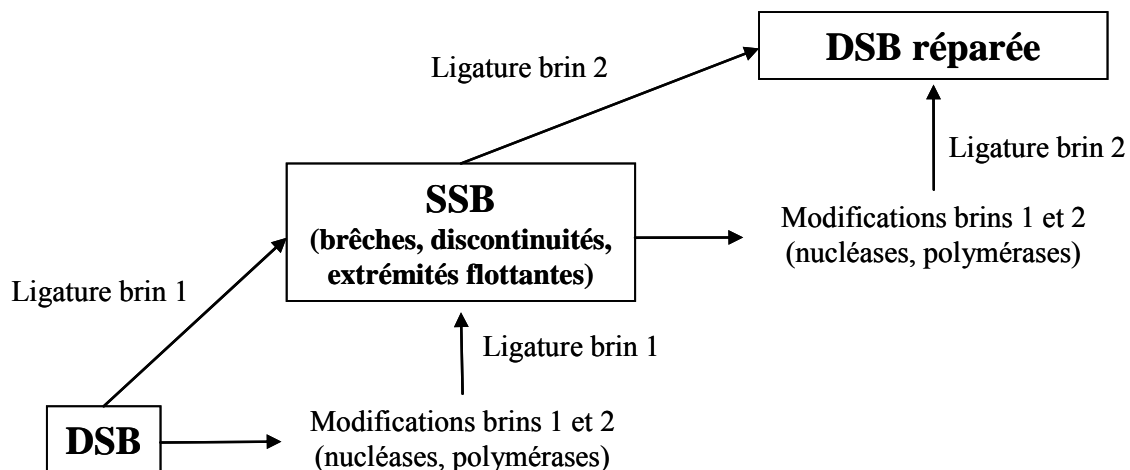 DSB réparée
Ligature brin 2
Ligature brin 2
SSB
(brêches, discontinuités,
extrémités flottantes)
Modifications brins 1 et 2
(nucléases, polymérases)
Ligature brin 1
Ligature brin 1
DSB
Modifications brins 1 et 2
(nucléases, polymérases)